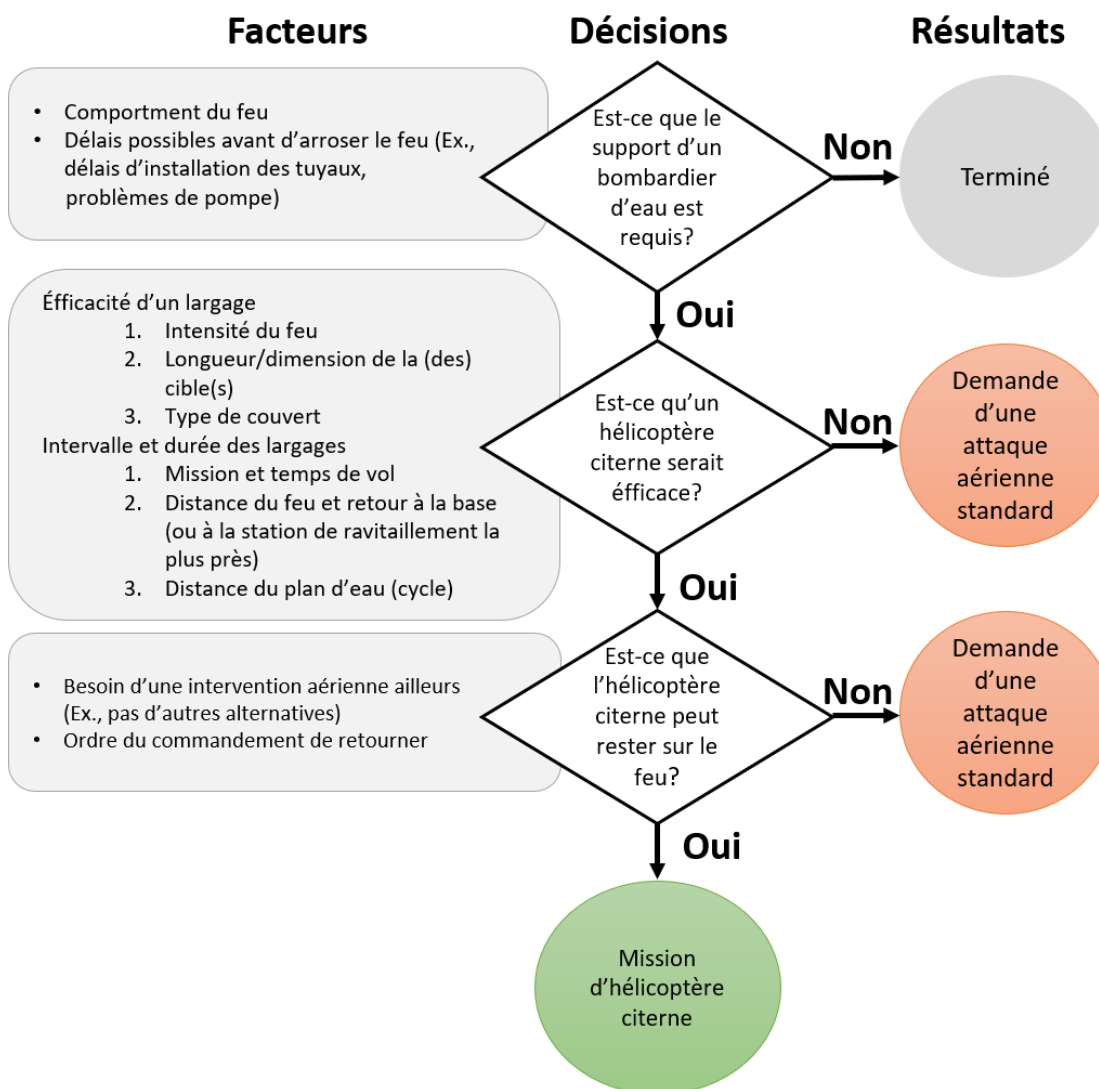 Facteurs
Décisions
Résultats
• Comportment du feu
• Délais possibles avant d’arroser le feu (Ex.,
délais d’installation des tuyaux,
problèmes de pompe)
Est-ce que le
support d’un
bombardier
d’eau est
requis?
Non
Terminé
Oui
Éfficacité d’un largage
1. Intensité du feu
2. Longueur/dimension de la (des)
cible(s)
3. Type de couvert
Intervalle et durée des largages
1. Mission et temps de vol
2. Distance du feu et retour à la base
(ou à la station de ravitaillement la
plus près)
3. Distance du plan d’eau (cycle)
Est-ce qu’un
hélicoptère
citerne serait
éfficace?
Non
Demande
d’une
attaque
aérienne
standard
Oui
• Besoin d’une intervention aérienne ailleurs
(Ex., pas d’autres alternatives)
• Ordre du commandement de retourner
Est-ce que
l’hélicoptère
citerne peut
rester sur le
feu?
Non
Demande
d’une
attaque
aérienne
standard
Oui
Mission
d’hélicoptère
citerne